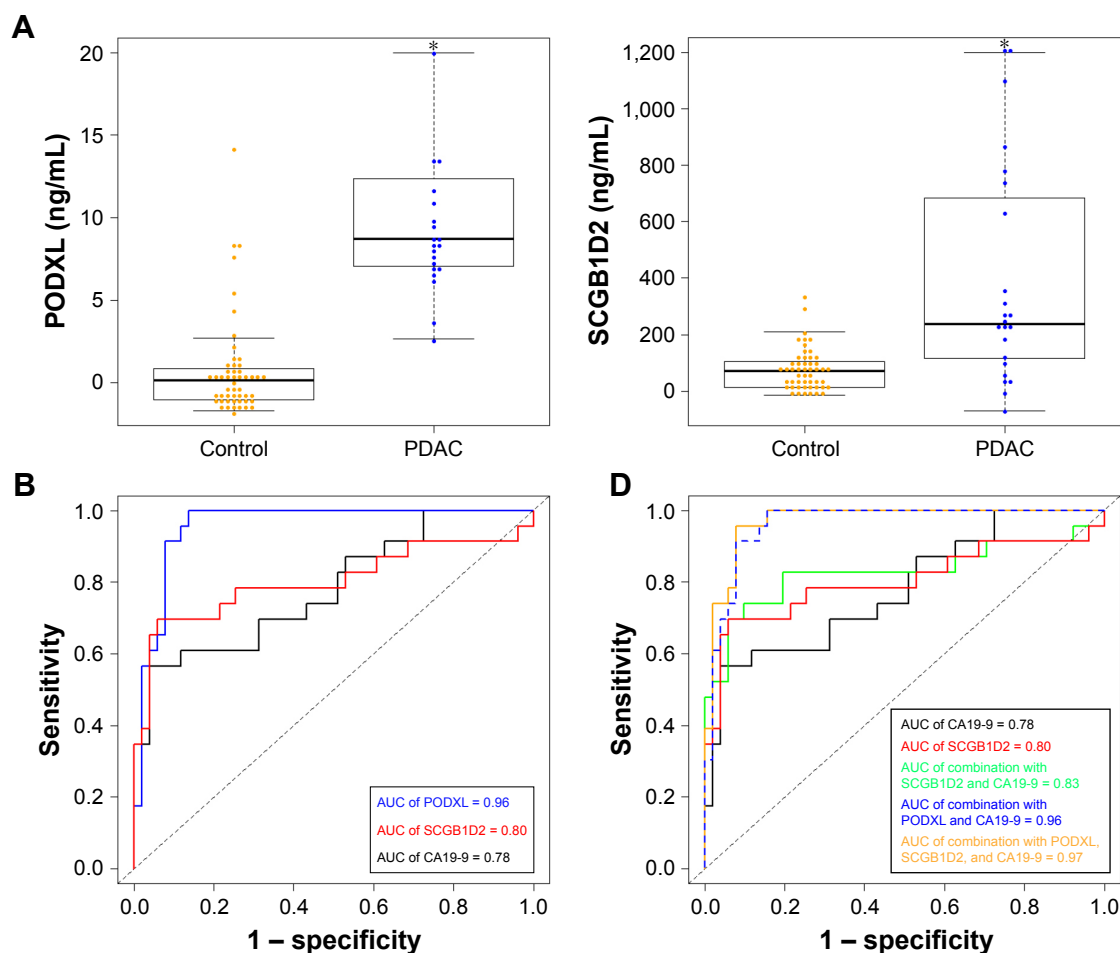 A
PODXL (ng/mL)
20
15
10
5
0
Control
PDAC
*
SCGB1D2 (ng/mL)
1,200
1,000
800
600
400
200
0
Control
PDAC
*
B
Sensitivity
1.0
0.8
0.6
0.4
0.2
0.0
0.0
0.2
0.4
0.6
0.8
1.0
1 – specificity
AUC of PODXL = 0.96
AUC of SCGB1D2 = 0.80
AUC of CA19-9 = 0.78
D
Sensitivity
1.0
0.8
0.6
0.4
0.2
0.0
0.0
0.2
0.4
0.6
0.8
1.0
1 – specificity
AUC of CA19-9 = 0.78
AUC of SCGB1D2 = 0.80
AUC of combination with
SCGB1D2 and CA19-9 = 0.83
AUC of combination with
PODXL and CA19-9 = 0.96
AUC of combination with PODXL,
SCGB1D2, and CA19-9 = 0.97